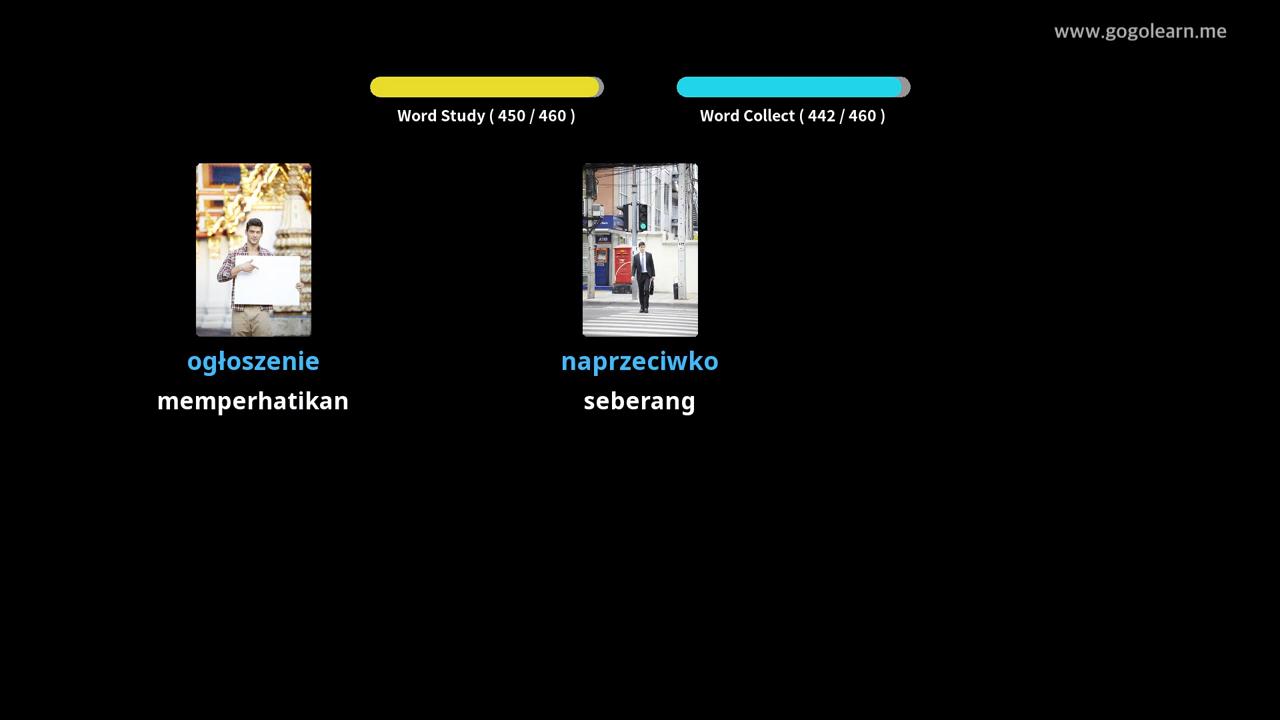 www.gogolearn.me
Word Study ( 450 / 460 )
Word Collect ( 442 / 460 )
ogłoszenie
naprzeciwko
memperhatikan
seberang